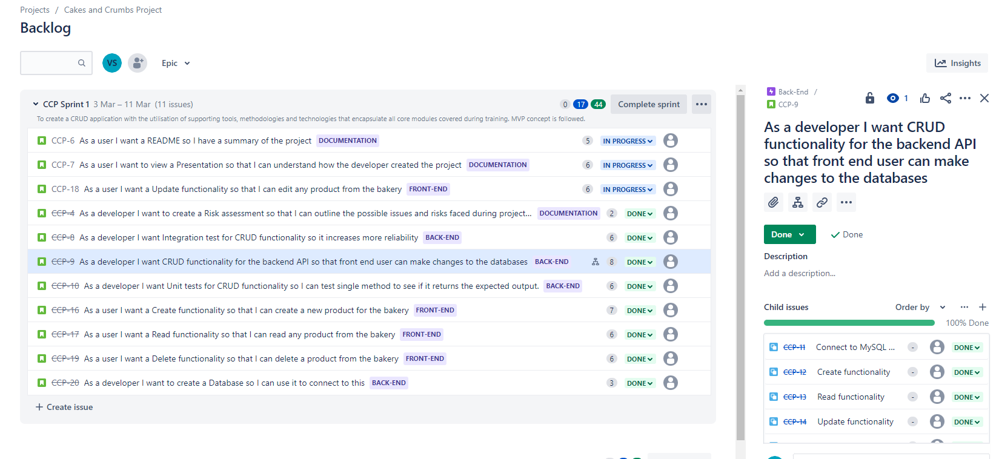 Projects / Cakes and Crumbs Project
Backlog
VS
Epic
Insights
CCP Sprint 1 3 Mar – 11 Mar (11 issues) 0 17 44 Complete sprint
To create a CRUD application with the utilisation of supporting tools, methodologies and technologies that encapsulate all core modules covered during training. MVP concept is followed.
CCP-6 As a user I want a README so I have a summary of the project DOCUMENTATION 5 IN PROGRESS
CCP-7 As a user I want to view a Presentation so that I can understand how the developer created the project DOCUMENTATION 6 IN PROGRESS
CCP-18 As a user I want a Update functionality so that I can edit any product from the bakery FRONT-END 6 IN PROGRESS
CCP-4 As a developer I want to create a Risk assessment so that I can outline the possible issues and risks faced during project... DOCUMENTATION 2 DONE
CCP-8 As a developer I want Integration test for CRUD functionality so it increases more reliability BACK-END 6 DONE
CCP-9 As a developer I want CRUD functionality for the backend API so that front end user can make changes to the databases BACK-END 8 DONE
CCP-10 As a developer I want Unit tests for CRUD functionality so I can test single method to see if it returns the expected output. BACK-END 6 DONE
CCP-16 As a user I want a Create functionality so that I can create a new product for the bakery FRONT-END 7 DONE
CCP-17 As a user I want a Read functionality so that I can read any product from the bakery FRONT-END 6 DONE
CCP-19 As a user I want a Delete functionality so that I can delete a product from the bakery FRONT-END 6 DONE
CCP-20 As a developer I want to create a Database so I can use it to connect to this BACK-END 3 DONE
+ Create issue
Back-End /
CCP-9
1
As a developer I want CRUD
functionality for the backend API
so that front end user can make
changes to the databases
Done
Done
Description
Add a description...
Child issues Order by
100% Done
CCP-11 Connect to MySQL ... - DONE
CCP-12 Create functionality - DONE
CCP-13 Read functionality - DONE
CCP-14 Update functionality - DONE